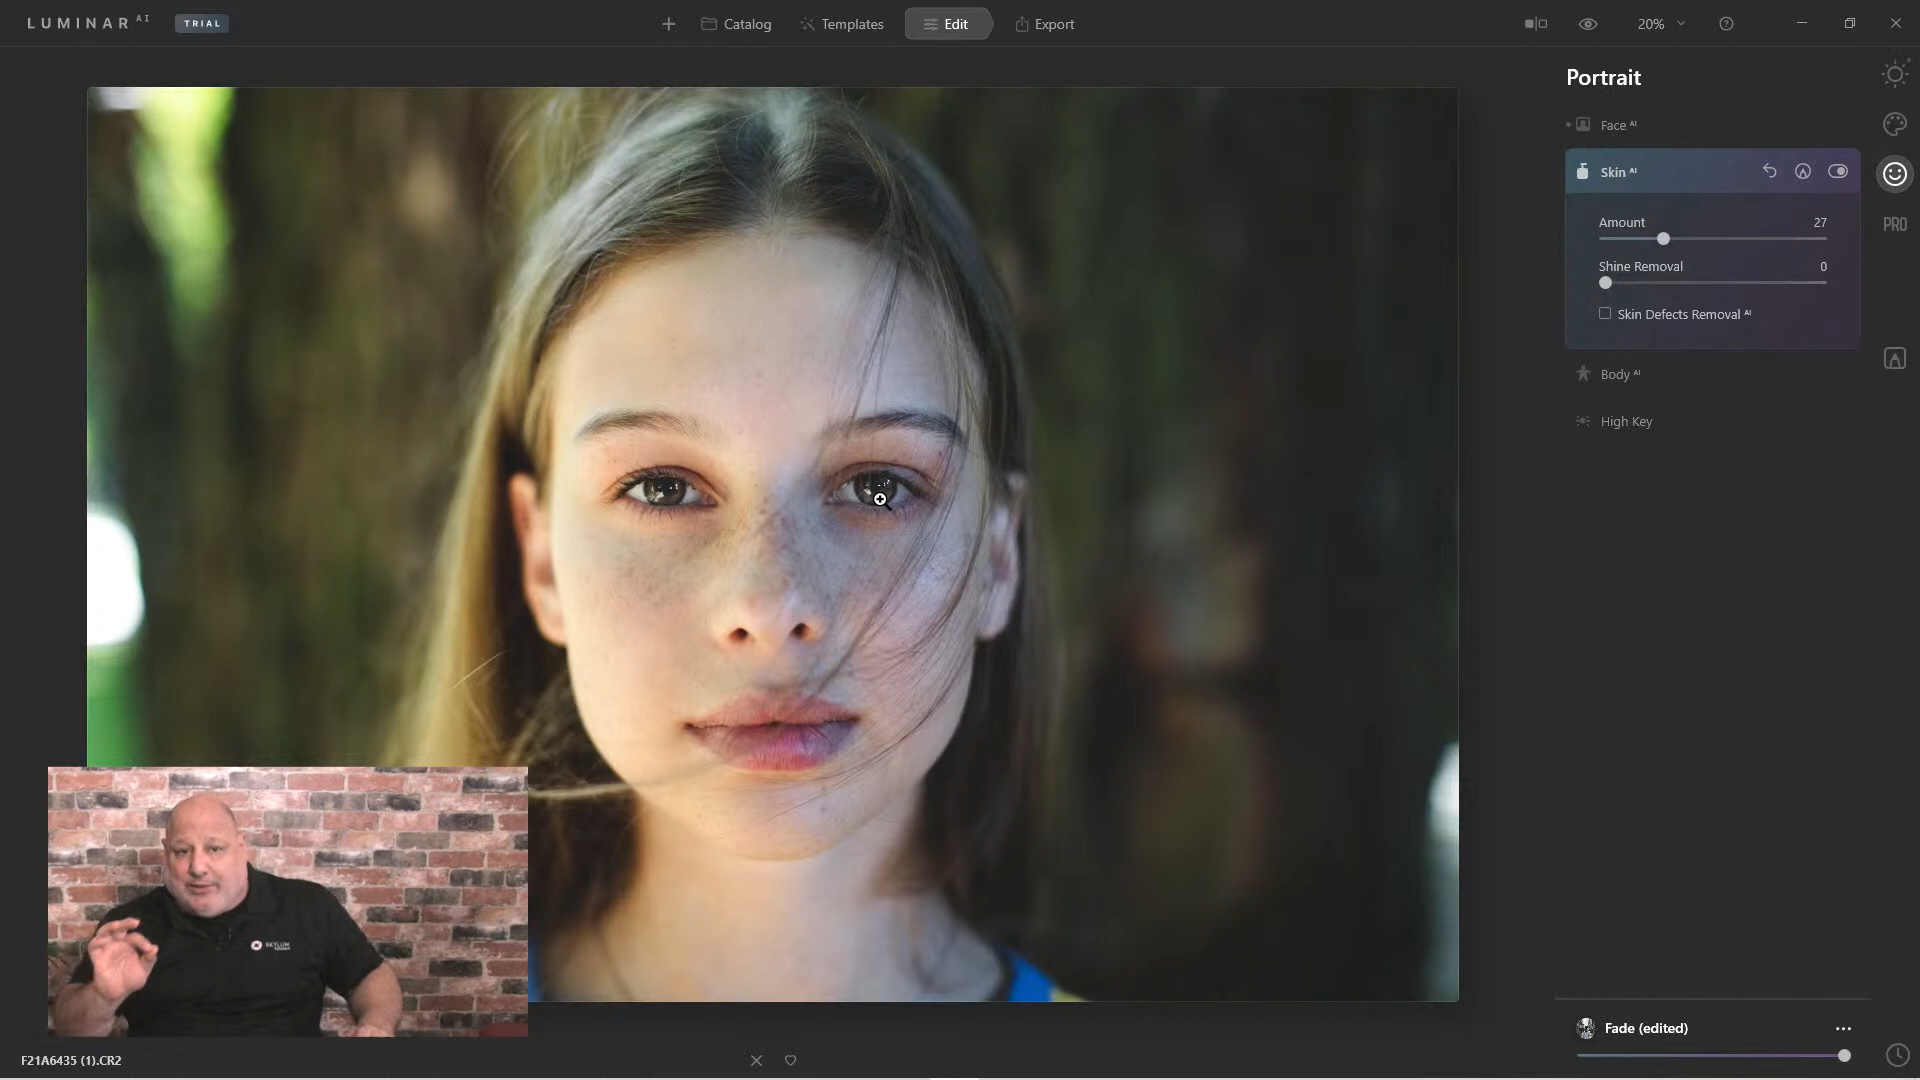 LUMINAR AI
TRIAL
Catalog
Templates
Edit
Export
20%
Portrait
Face AI
Skin AI
Amount
27
Shine Removal
0
Skin Defects Removal AI
Body AI
High Key
PRO
SKYLUM
Fade (edited)
F21A6435 (1).CR2